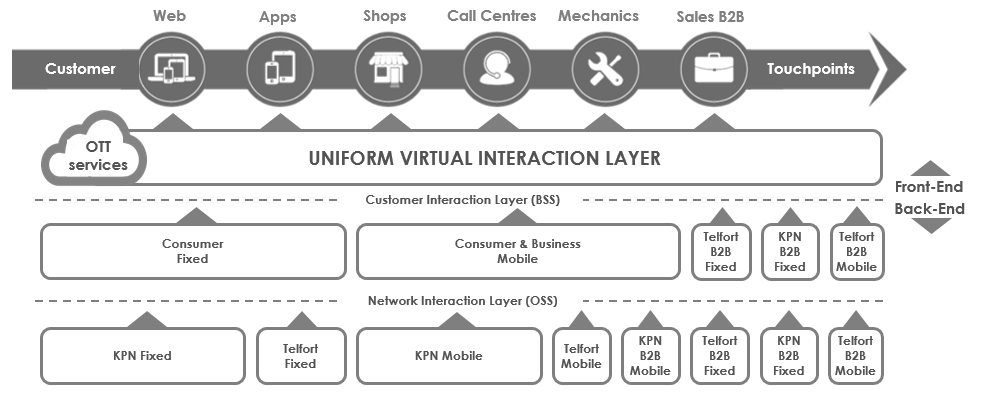 Web
Apps
Shops
Call Centres
Mechanics
Sales B2B
Customer
Touchpoints
OTT
services
UNIFORM VIRTUAL INTERACTION LAYER
Front-End
Back-End
Customer Interaction Layer (BSS)
Consumer
Fixed
Consumer & Business
Mobile
Telfort
B2B
Fixed
KPN
B2B
Fixed
Telfort
B2B
Mobile
Network Interaction Layer (OSS)
KPN Fixed
Telfort
Fixed
KPN Mobile
Telfort
Mobile
KPN
B2B
Mobile
Telfort
B2B
Fixed
KPN
B2B
Fixed
Telfort
B2B
Mobile